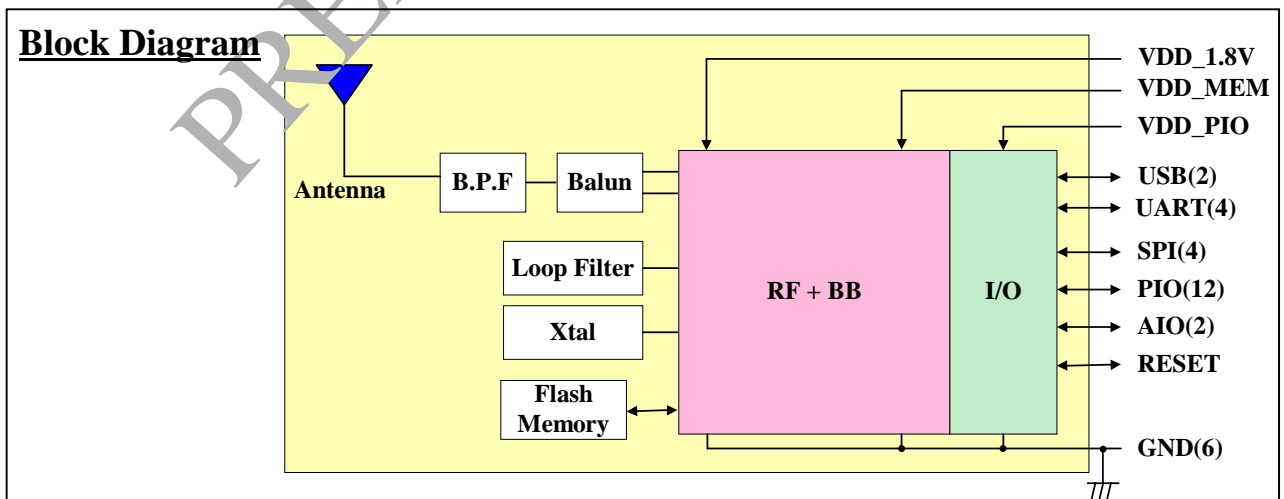 Block Diagram
PRE
VDD_1.8V
VDD_MEM
VDD_PIO
Antenna
B.P.F
Balun
USB(2)
UART(4)
Loop Filter
SPI(4)
RF + BB
I/O
PIO(12)
Xtal
AIO(2)
RESET
Flash
Memory
GND(6)